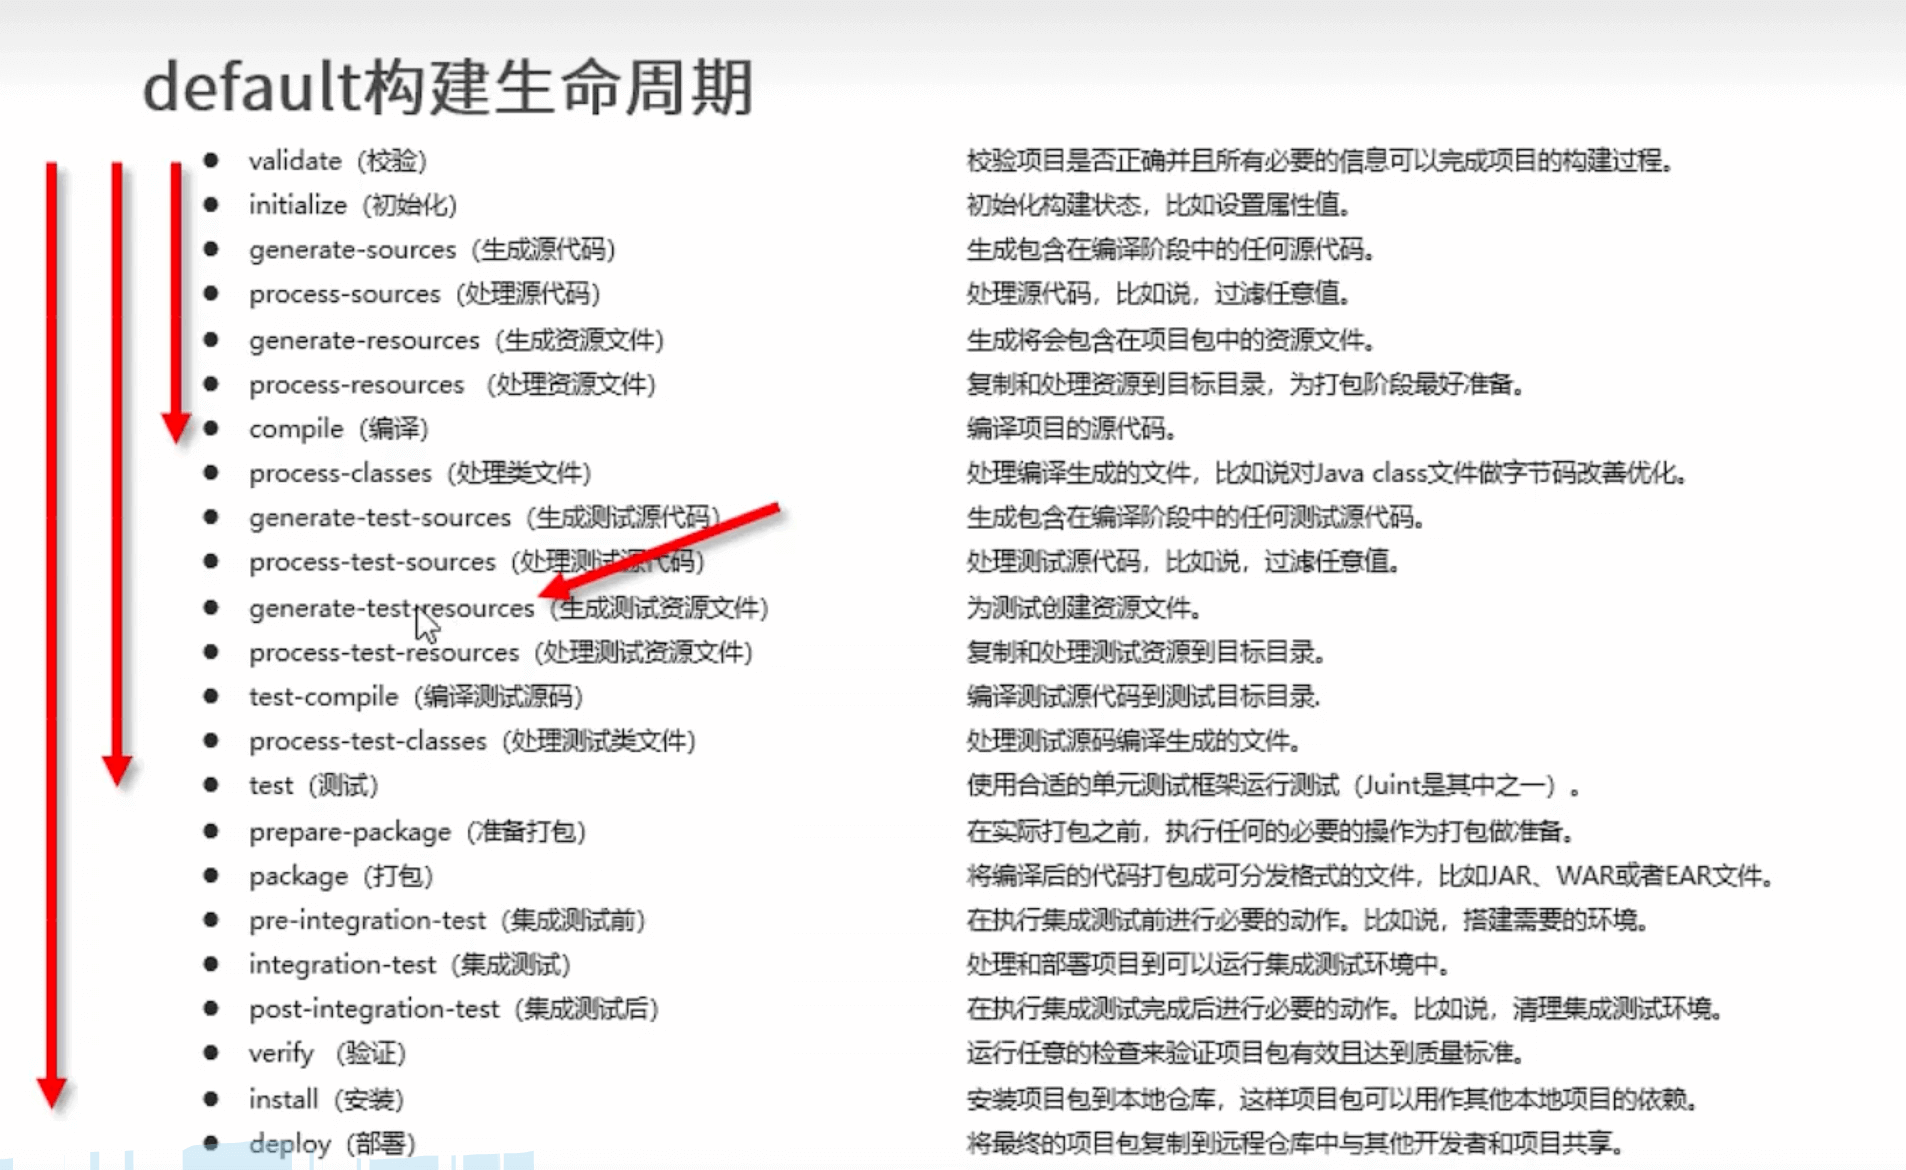 default构建生命周期
validate（校验） 校验项目是否正确并且所有必要的信息可以完成项目的构建过程。
initialize（初始化） 初始化构建状态，比如设置属性值。
generate-sources（生成源代码） 生成包含在编译阶段中的任何源代码。
process-sources（处理源代码） 处理源代码，比如说，过滤任意值。
generate-resources（生成资源文件） 生成将会包含在项目包中的资源文件。
process-resources （处理资源文件） 复制和处理资源到目标目录，为打包阶段最好准备。
compile（编译） 编译项目的源代码。
process-classes（处理类文件） 处理编译生成的文件，比如说对Java class文件做字节码改善优化。
generate-test-sources（生成测试源代码） 生成包含在编译阶段中的任何测试源代码。
process-test-sources（处理测试源代码） 处理测试源代码，比如说，过滤任意值。
generate-test-resources（生成测试资源文件） 为测试创建资源文件。
process-test-resources（处理测试资源文件） 复制和处理测试资源到目标目录。
test-compile（编译测试源码） 编译测试源代码到测试目标目录.
process-test-classes（处理测试类文件） 处理测试源码编译生成的文件。
test（测试） 使用合适的单元测试框架运行测试（Juint是其中之一）。
prepare-package（准备打包） 在实际打包之前，执行任何的必要的操作为打包做准备。
package（打包） 将编译后的代码打包成可分发格式的文件，比如JAR、WAR或者EAR文件。
pre-integration-test（集成测试前） 在执行集成测试前进行必要的动作。比如说，搭建需要的环境。
integration-test（集成测试） 处理和部署项目到可以运行集成测试环境中。
post-integration-test（集成测试后） 在执行集成测试完成后进行必要的动作。比如说，清理集成测试环境。
verify （验证） 运行任意的检查来验证项目包有效且达到质量标准。
install（安装） 安装项目包到本地仓库，这样项目包可以用作其他本地项目的依赖。
deploy（部署） 将最终的项目包复制到远程仓库中与其他开发者和项目共享。